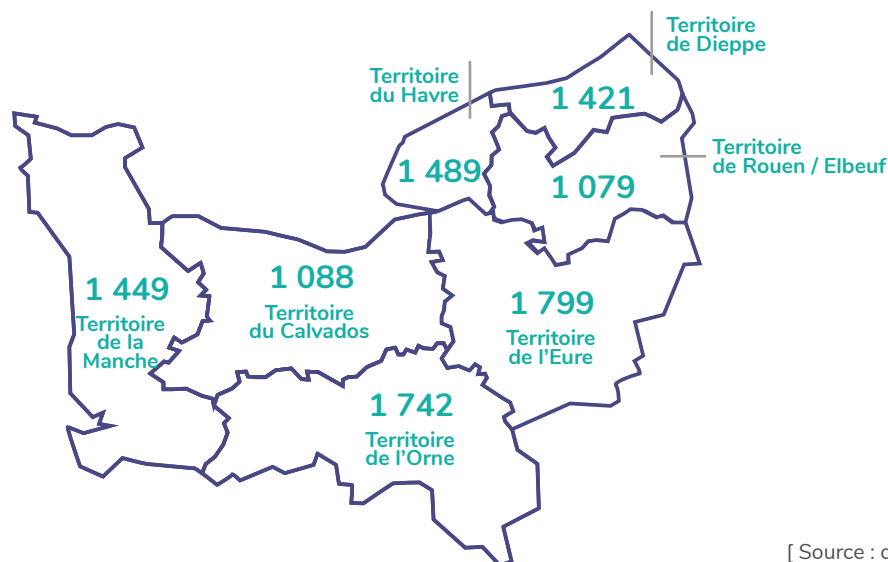 Territoire
de Dieppe
Territoire
du Havre
1 421
Territoire
de Rouen / Elbeuf
1 489
1 079
1 449
Territoire
de la
Manche
1 088
Territoire
du Calvados
1 799
Territoire
de l’Eure
1 742
Territoire
de l’Orne
[ Source :